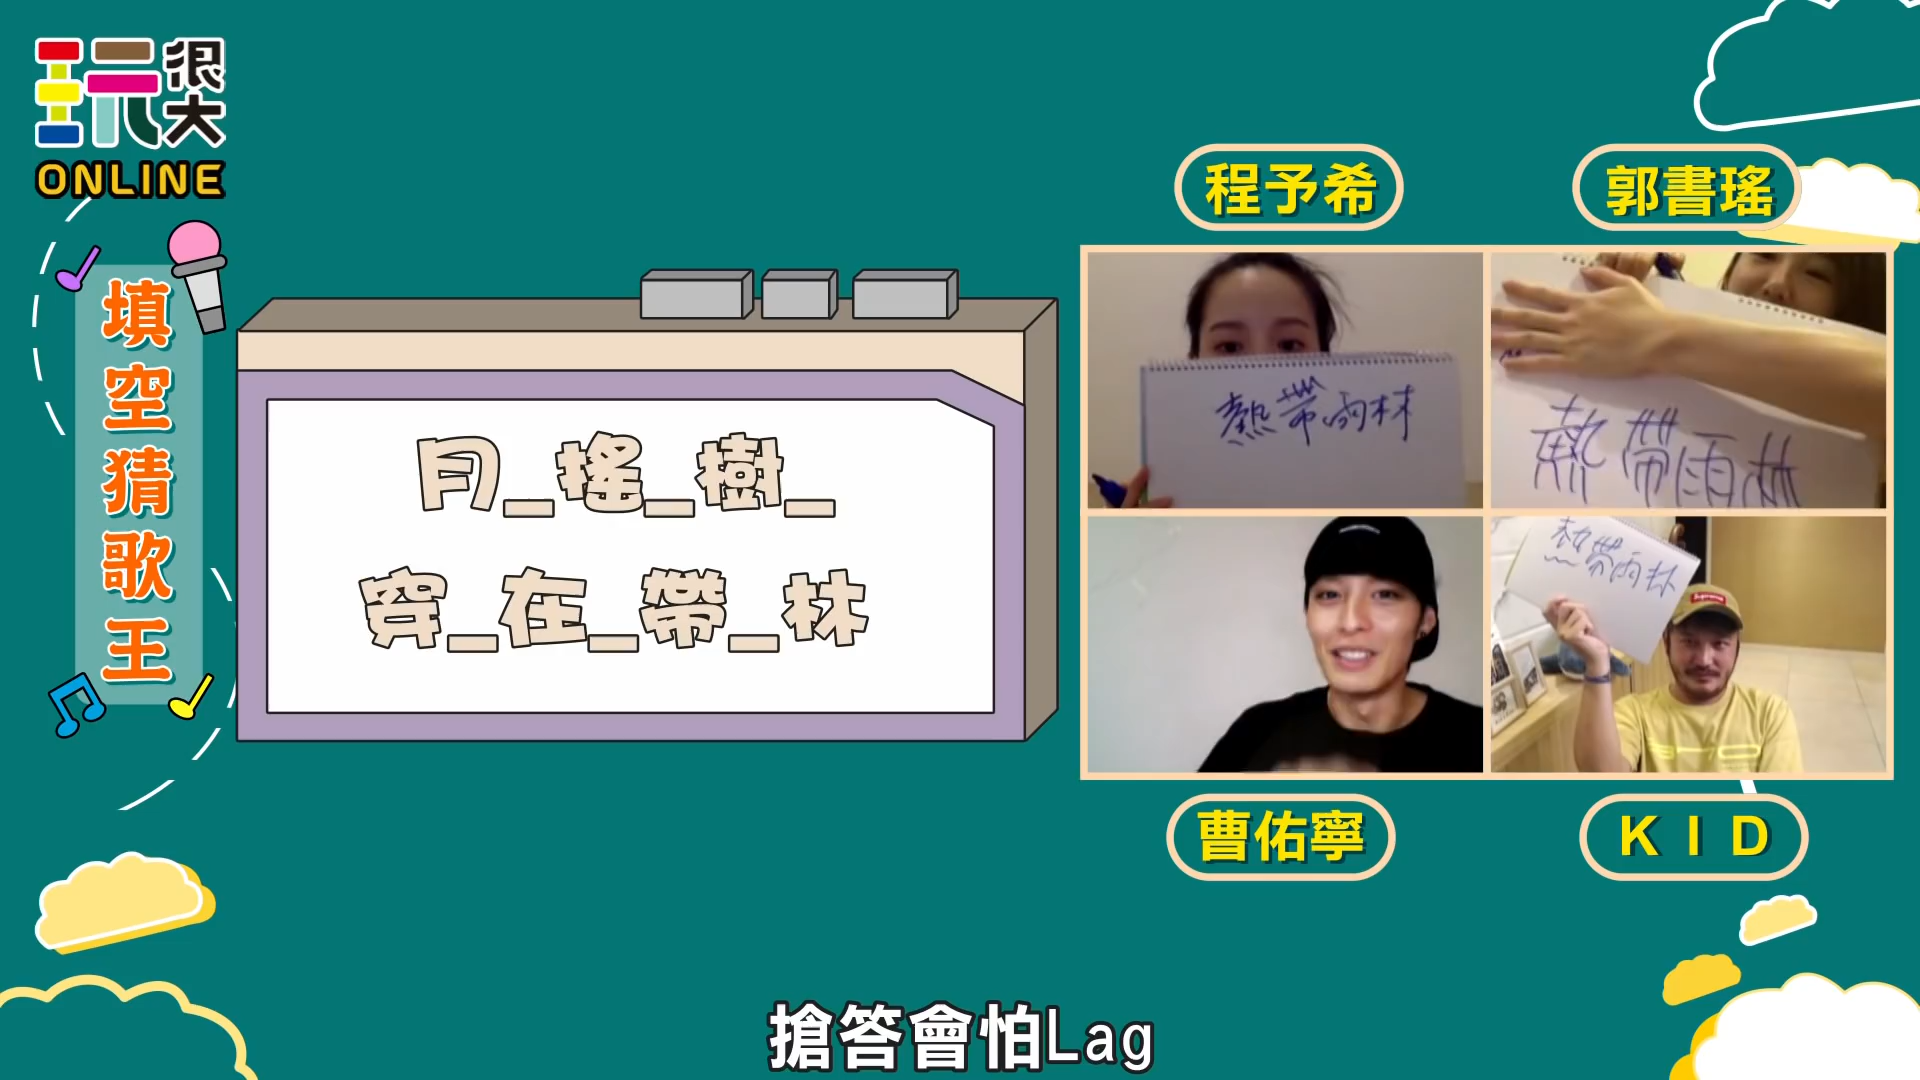 玩很大
ONLINE
填空猜歌王
月_搖_樹_
穿_在_帶_林
程予希
郭書瑤
熱帶雨林
熱帶雨林
熱帶雨林
曹佑寧
KID
Supreme
搶答會怕Lag